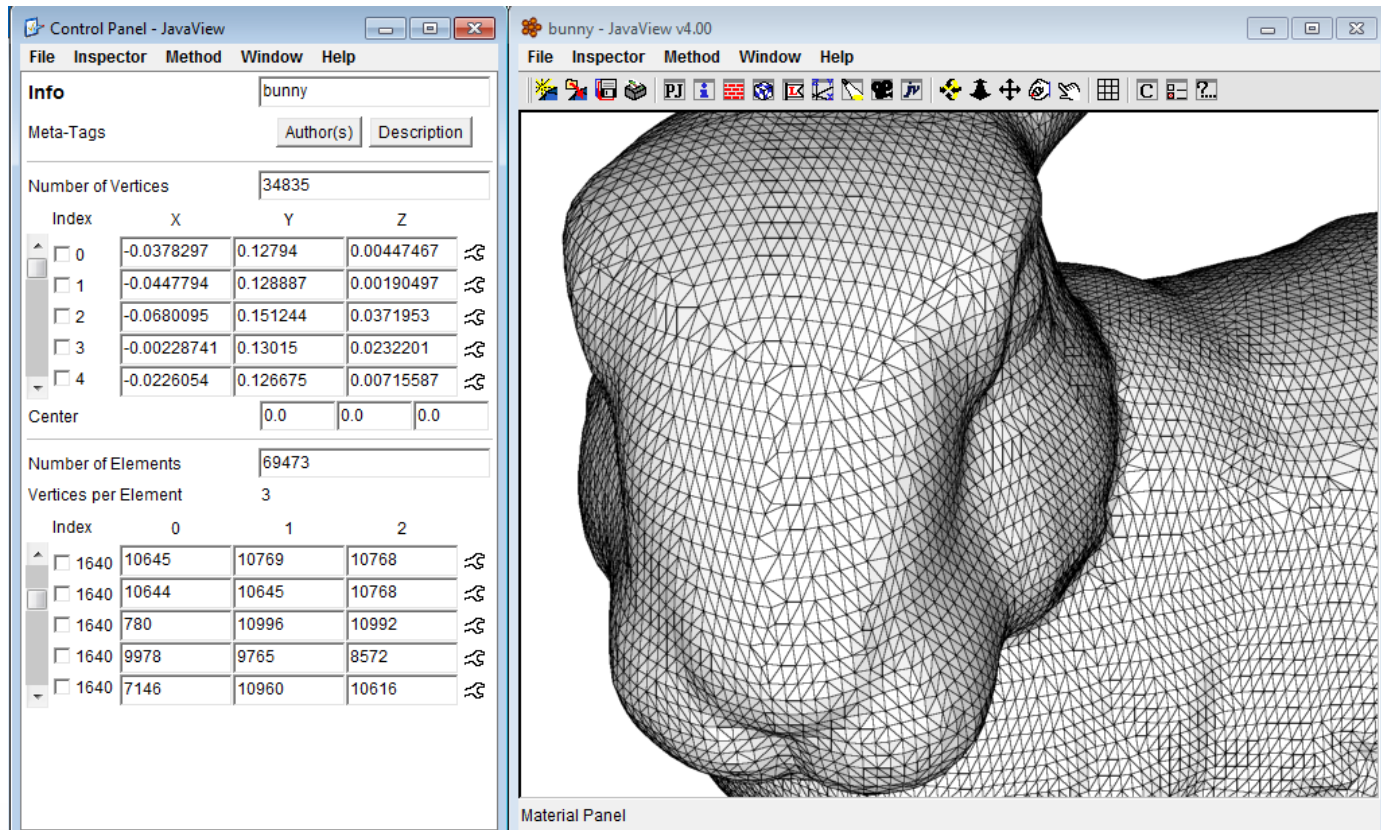 Control Panel - JavaView
File Inspector Method Window Help
Info bunny
Meta-Tags Author(s) Description
Number of Vertices 34835
Index X Y Z
0 -0.0378297 0.12794 0.00447467
1 -0.0447794 0.128887 0.00190497
2 -0.0680095 0.151244 0.0371953
3 -0.00228741 0.13015 0.0232201
4 -0.0226054 0.126675 0.00715587
Center 0.0 0.0 0.0
Number of Elements 69473
Vertices per Element 3
Index 0 1 2
1640 10645 10769 10768
1640 10644 10645 10768
1640 780 10996 10992
1640 9978 9765 8572
1640 7146 10960 10616
bunny - JavaView v4.00
File Inspector Method Window Help
PJ i jv C ?...
Material Panel